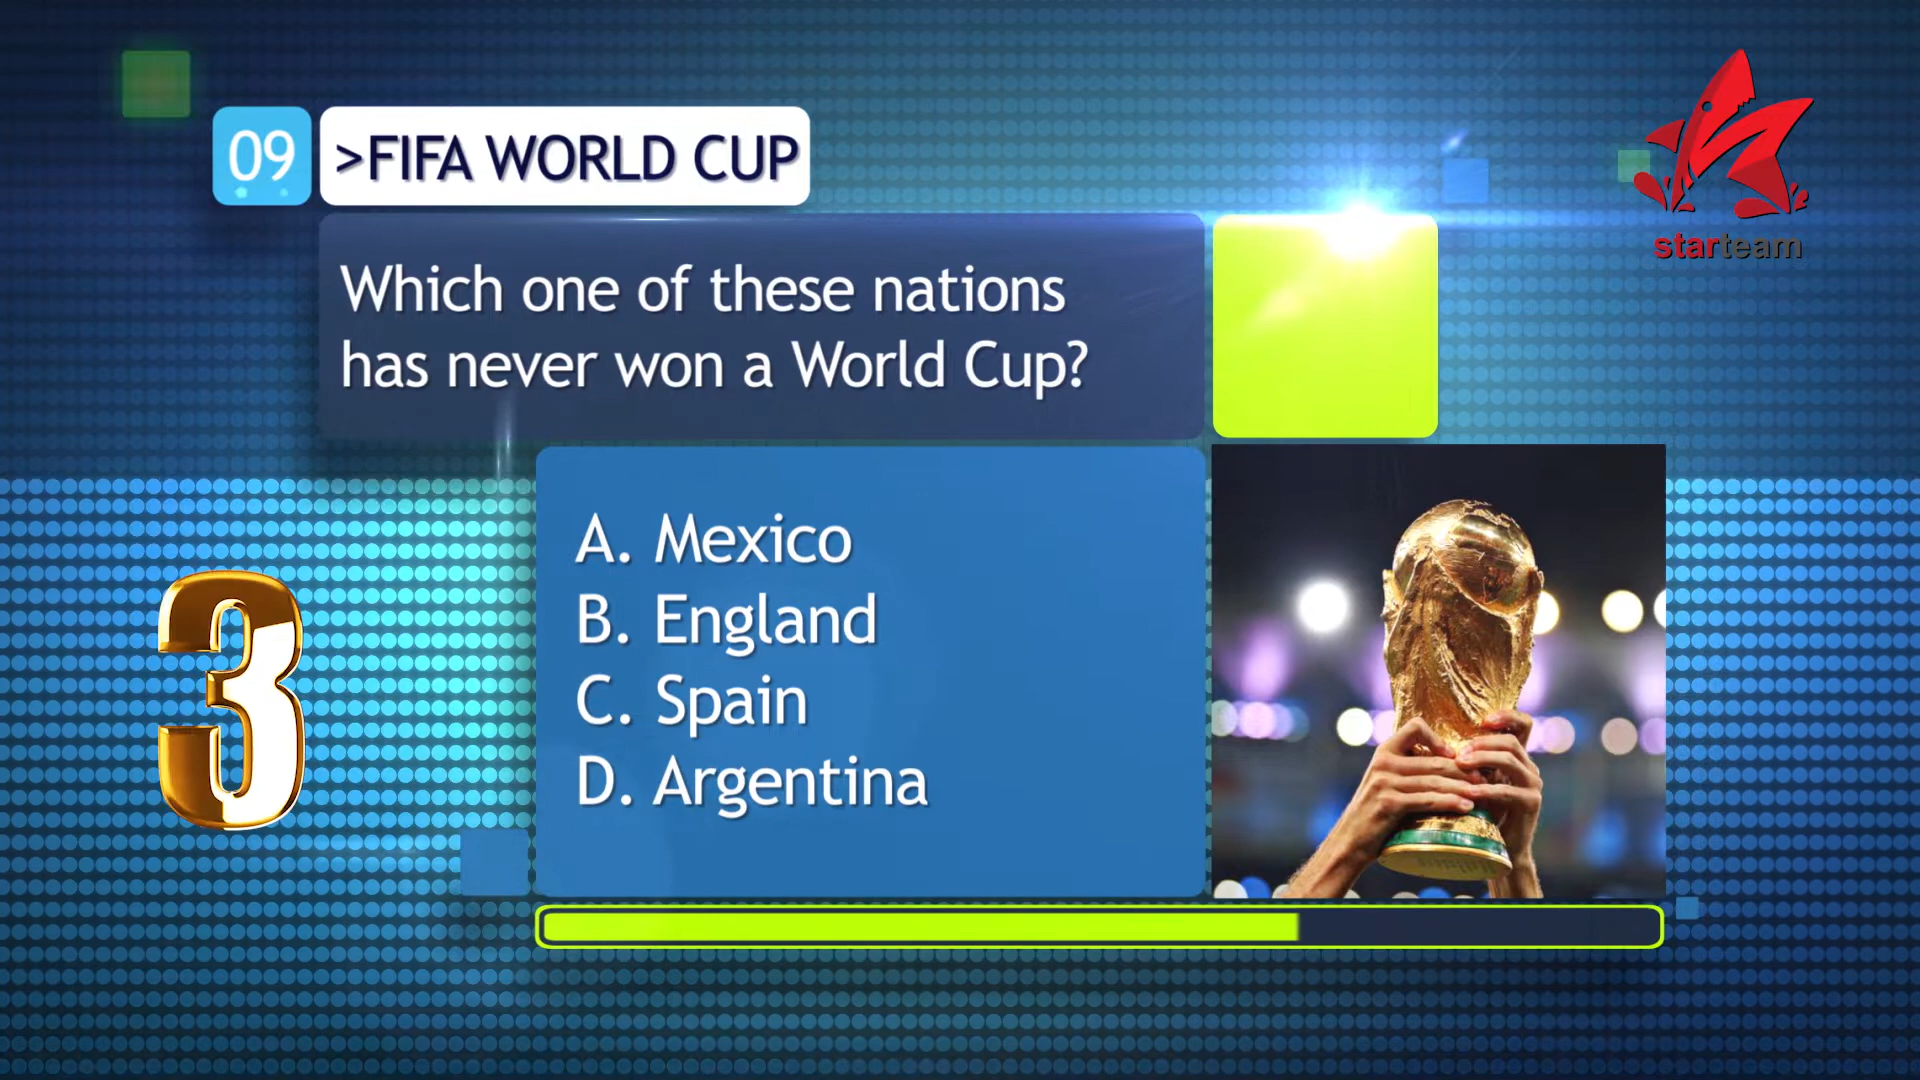 09
>FIFA WORLD CUP
Which one of these nations
has never won a World Cup?
A. Mexico
B. England
C. Spain
D. Argentina
3
starteam